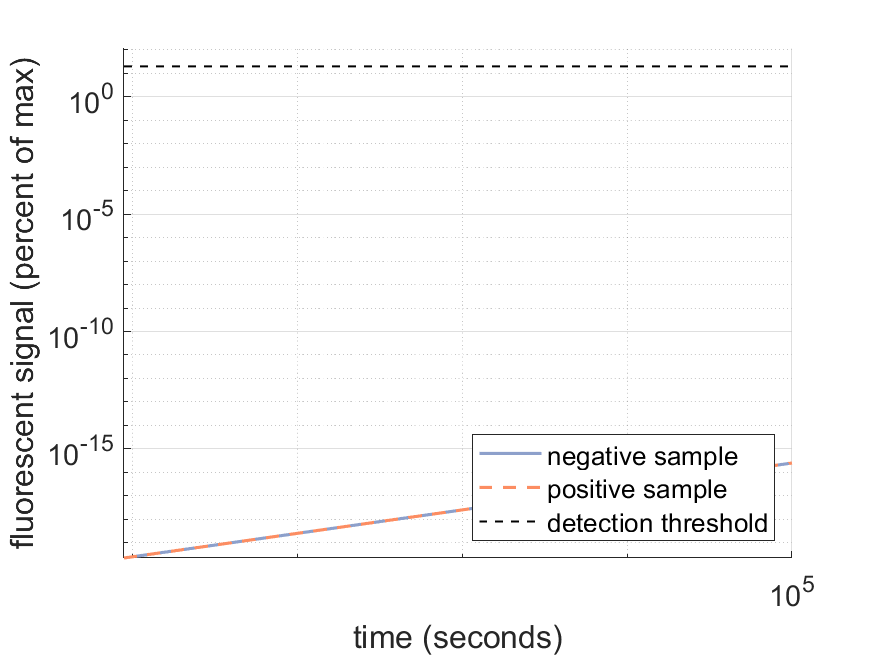 fluorescent signal (percent of max)
10^0
10^-5
10^-10
10^-15
negative sample
positive sample
detection threshold
10^5
time (seconds)